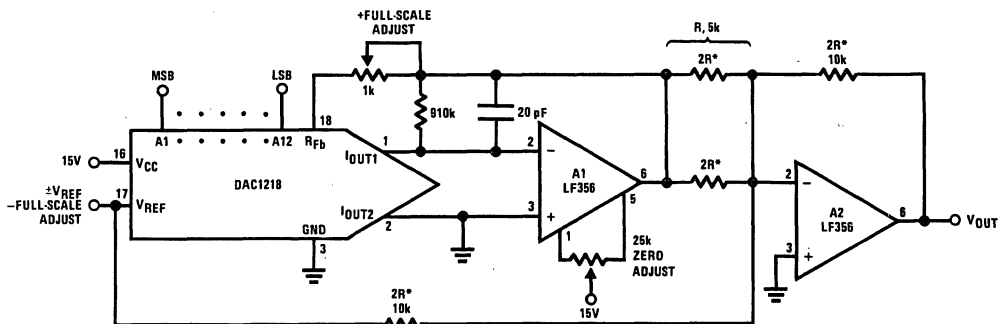 +FULL-SCALE
ADJUST
R, 5k
MSB
LSB
1k
2R*
2R*
10k
18
910k
20 pF
A1
A12
RFb
1
IOUT1
2
−
A1
LF356
6
2R*
15V
16
VCC
DAC1218
±VREF
−FULL-SCALE
ADJUST
17
VREF
IOUT2
2
3
+
5
1
25k
ZERO
ADJUST
15V
2
−
A2
LF356
6
VOUT
3
+
GND
3
2R*
10k